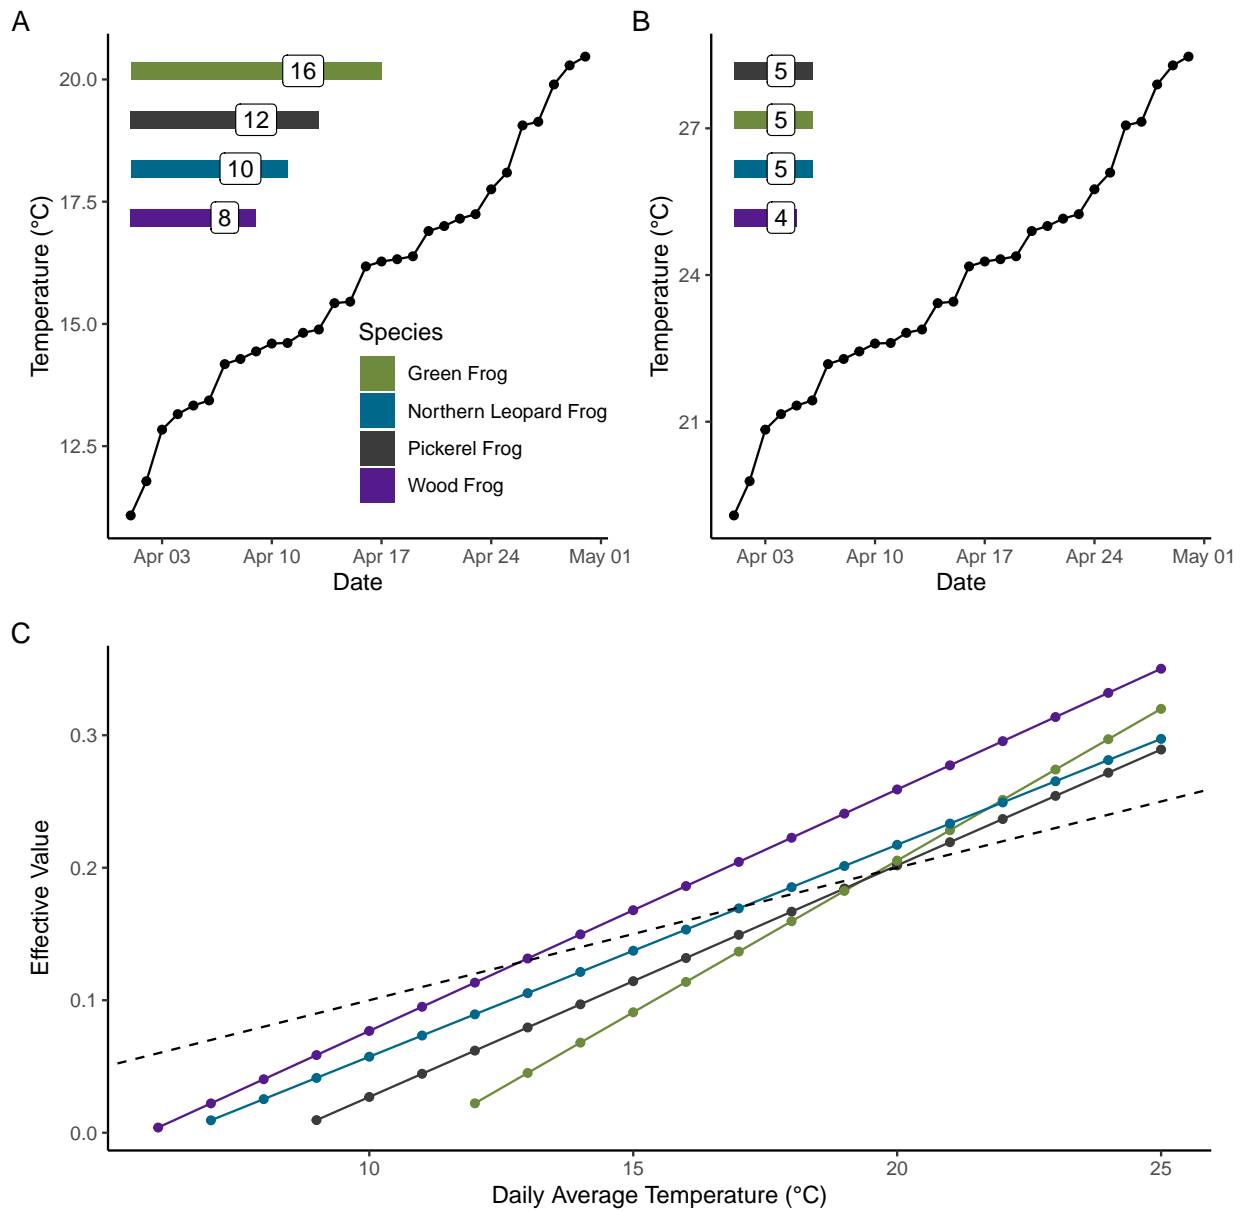 A
Temperature (°C)
20.0
17.5
15.0
12.5
16
12
10
8
Species
Green Frog
Northern Leopard Frog
Pickerel Frog
Wood Frog
Apr 03
Apr 10
Apr 17
Apr 24
May 01
Date
B
Temperature (°C)
27
24
21
5
5
5
4
Apr 03
Apr 10
Apr 17
Apr 24
May 01
Date
C
Effective Value
0.3
0.2
0.1
0.0
10
15
20
25
Daily Average Temperature (°C)